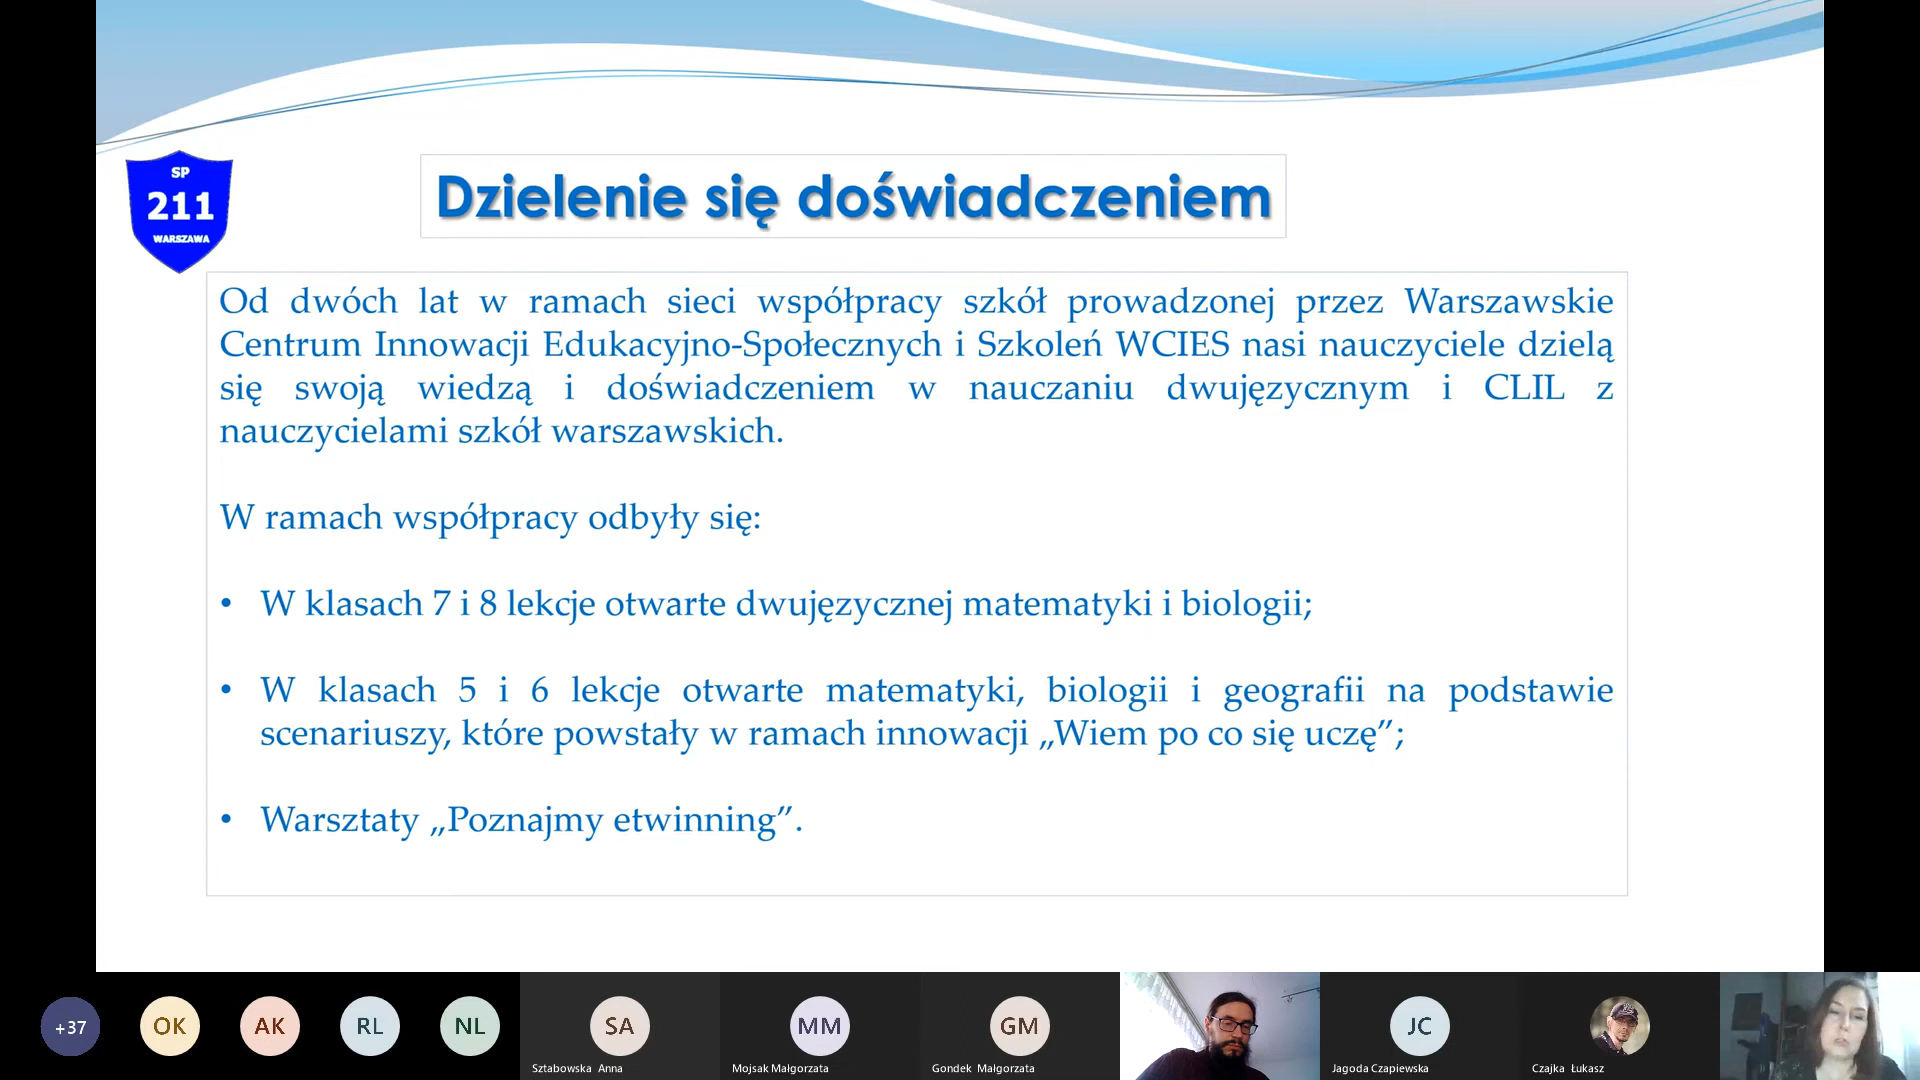 SP
211
WARSZAWA
Dzielenie się doświadczeniem
Od dwóch lat w ramach sieci współpracy szkół prowadzonej przez Warszawskie
Centrum Innowacji Edukacyjno-Społecznych i Szkoleń WCIES nasi nauczyciele dzielą
się swoją wiedzą i doświadczeniem w nauczaniu dwujęzycznym i CLIL z
nauczycielami szkół warszawskich.
W ramach współpracy odbyły się:
• W klasach 7 i 8 lekcje otwarte dwujęzycznej matematyki i biologii;
• W klasach 5 i 6 lekcje otwarte matematyki, biologii i geografii na podstawie
scenariuszy, które powstały w ramach innowacji „Wiem po co się uczę”;
• Warsztaty „Poznajmy etwinning”.
+37
OK
AK
RL
NL
SA
MM
GM
JC
Sztabowska Anna
Mojsak Małgorzata
Gondek Małgorzata
Jagoda Czapiewska
Czajka Łukasz